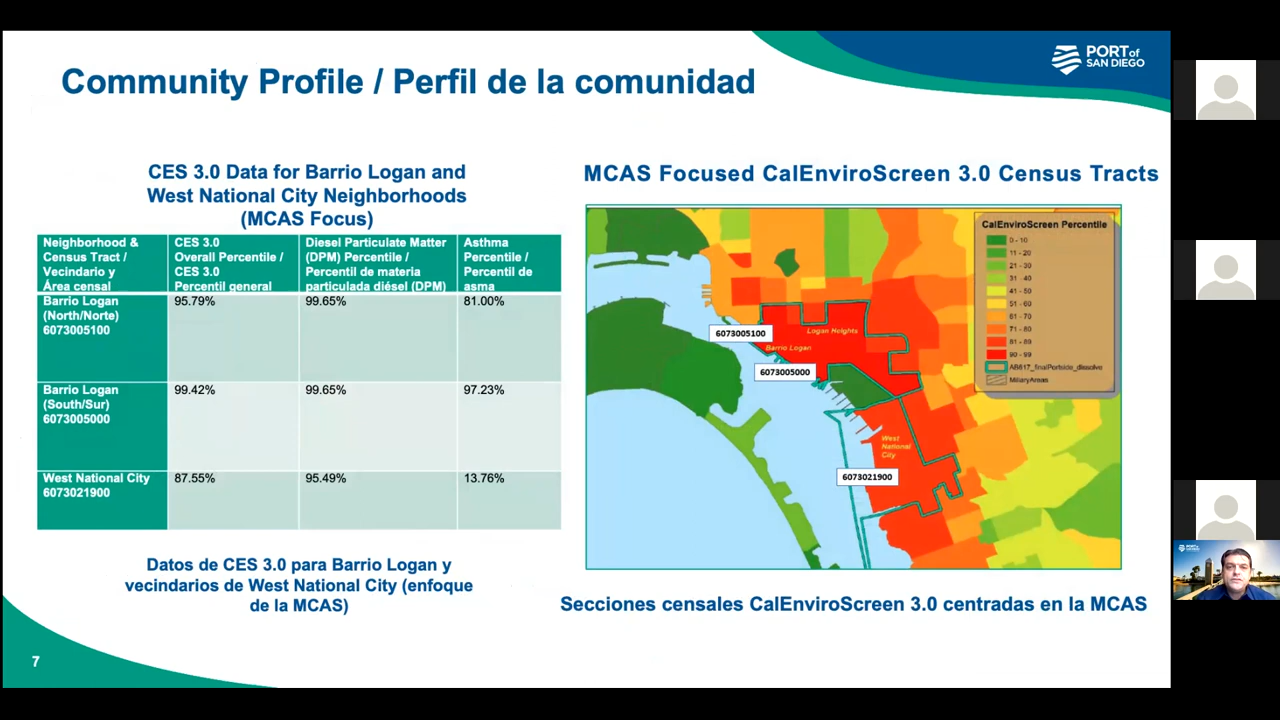 PORT of
SAN DIEGO
Community Profile / Perfil de la comunidad
CES 3.0 Data for Barrio Logan and
West National City Neighborhoods
(MCAS Focus)
Neighborhood &
Census Tract /
Vecindario y
Área censal
CES 3.0
Overall Percentile /
CES 3.0
Percentil general
Diesel Particulate Matter
(DPM) Percentile /
Percentil de materia
particulada diésel (DPM)
Asthma
Percentile /
Percentil de
asma
Barrio Logan
(North/Norte)
6073005100
95.79%
99.65%
81.00%
Barrio Logan
(South/Sur)
6073005000
99.42%
99.65%
97.23%
West National City
6073021900
87.55%
95.49%
13.76%
Datos de CES 3.0 para Barrio Logan y
vecindarios de West National City (enfoque
de la MCAS)
MCAS Focused CalEnviroScreen 3.0 Census Tracts
CalEnviroScreen Percentile
0 - 10
11 - 20
21 - 30
31 - 40
41 - 50
51 - 60
61 - 70
71 - 80
81 - 89
90 - 99
AB617_finalPortside_dissolve
MiliaryAreas
Logan Heights
6073005100
Barrio Logan
6073005000
West
National
City
6073021900
Secciones censales CalEnviroScreen 3.0 centradas en la MCAS
7